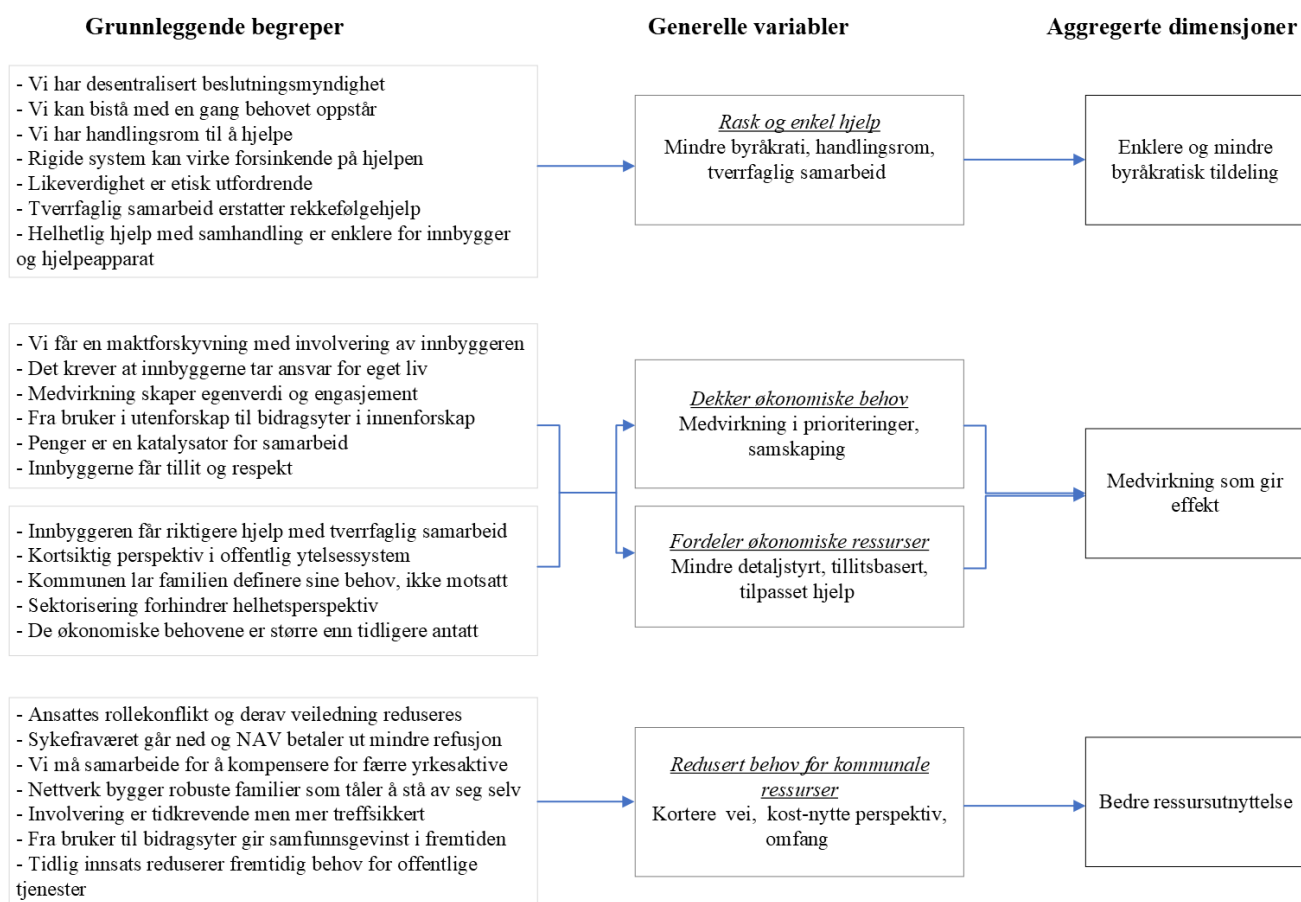 Grunnleggende begreper
Generelle variabler
Aggregerte dimensjoner
- Vi har desentralisert beslutningsmyndighet
- Vi kan bistå med en gang behovet oppstår
- Vi har handlingsrom til å hjelpe
- Rigide system kan virke forsinkende på hjelpen
- Likeverdighet er etisk utfordrende
- Tverrfaglig samarbeid erstatter rekkefølgehjelp
- Helhetlig hjelp med samhandling er enklere for innbygger
og hjelpeapparat
Rask og enkel hjelp
Mindre byråkrati, handlingsrom,
tverrfaglig samarbeid
Enklere og mindre
byråkratisk tildeling
- Vi får en maktforskyvning med involvering av innbyggeren
- Det krever at innbyggerne tar ansvar for eget liv
- Medvirkning skaper egenverdi og engasjement
- Fra bruker i utenforskap til bidragsyter i innenforskap
- Penger er en katalysator for samarbeid
- Innbyggerne får tillit og respekt
- Innbyggeren får riktigere hjelp med tverrfaglig samarbeid
- Kortsiktig perspektiv i offentlig ytelsessystem
- Kommunen lar familien definere sine behov, ikke motsatt
- Sektorisering forhindrer helhetsperspektiv
- De økonomiske behovene er større enn tidligere antatt
Dekker økonomiske behov
Medvirkning i prioriteringer,
samskaping
Fordeler økonomiske ressurser
Mindre detaljstyrt, tillitsbasert,
tilpasset hjelp
Medvirkning som gir
effekt
- Ansattes rollekonflikt og derav veiledning reduseres
- Sykefraværet går ned og NAV betaler ut mindre refusjon
- Vi må samarbeide for å kompensere for færre yrkesaktive
- Nettverk bygger robuste familier som tåler å stå av seg selv
- Involvering er tidkrevende men mer treffsikkert
- Fra bruker til bidragsyter gir samfunnsgevinst i fremtiden
- Tidlig innsats reduserer fremtidig behov for offentlige
tjenester
Redusert behov for kommunale
ressurser
Kortere vei, kost-nytte perspektiv,
omfang
Bedre ressursutnyttelse